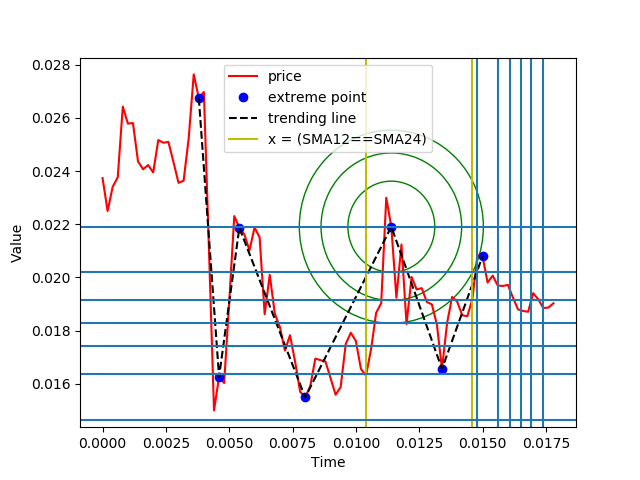 0.028
0.026
0.024
0.022
0.020
0.018
0.016
Value
price
extreme point
trending line
x = (SMA12==SMA24)
0.0000 0.0025 0.0050 0.0075 0.0100 0.0125 0.0150 0.0175
Time